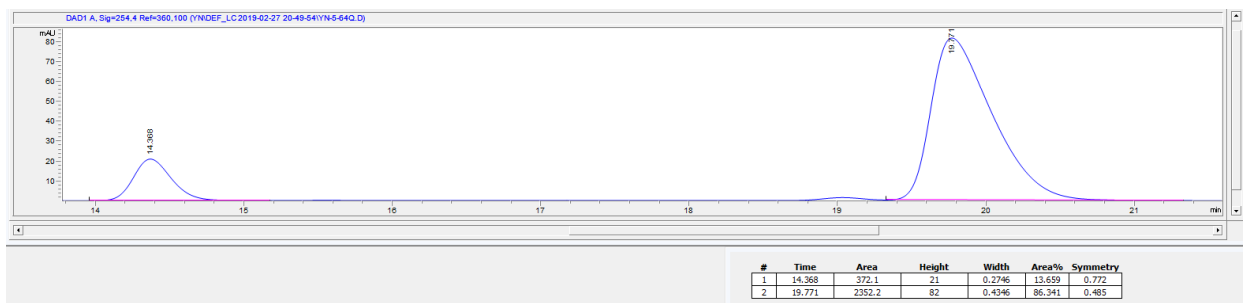 DAD1 A, Sig=254,4 Ref=360,100 (YN\DEF_LC 2019-02-27 20-49-54\YN-5-64Q.D)
mAU
80
70
60
50
40
30
20
10
14.368
19.771
14 15 16 17 18 19 20 21 min
# Time Area Height Width Area% Symmetry
1 14.368 372.1 21 0.2746 13.659 0.772
2 19.771 2352.2 82 0.4346 86.341 0.485